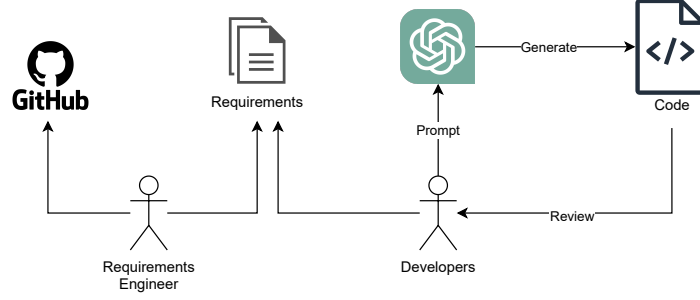 GitHub
Requirements
Generate
</>
Code
Prompt
Review
Requirements
Engineer
Developers